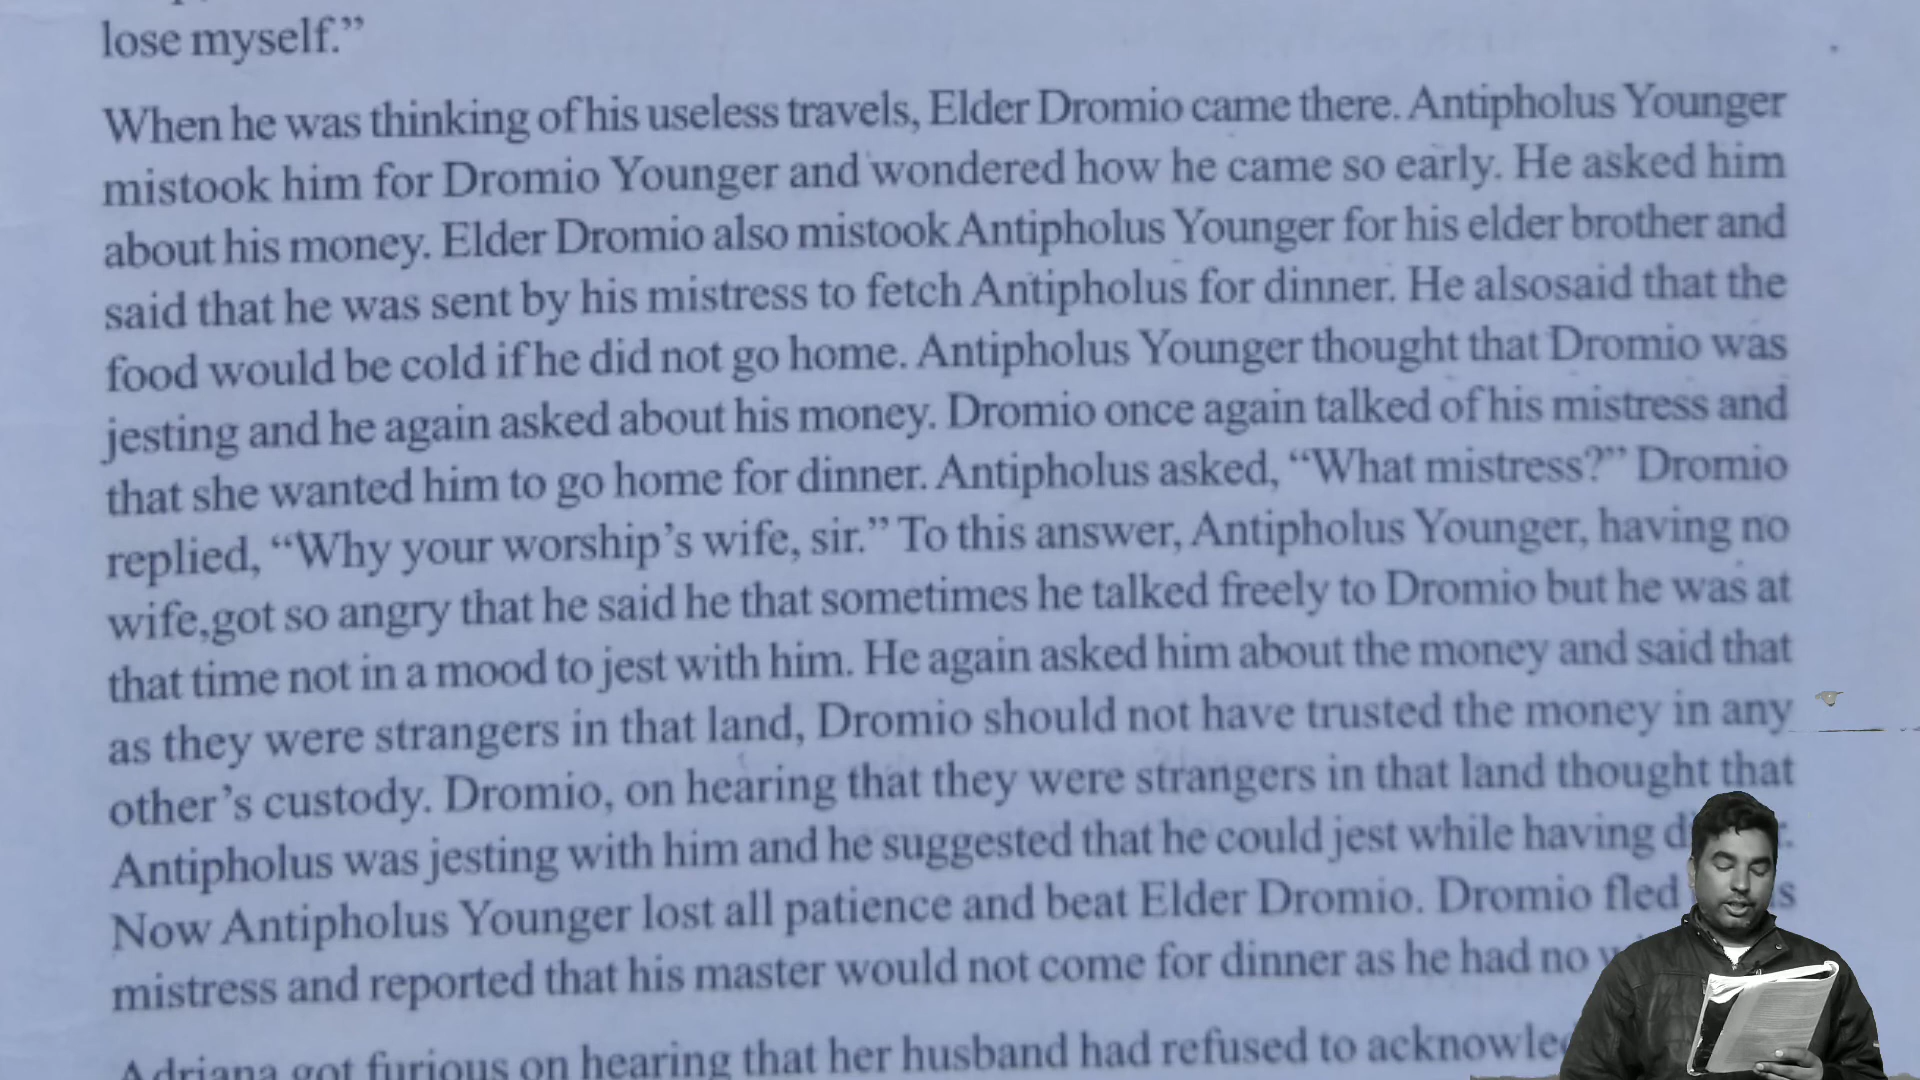 lose myself.”
When he was thinking of his useless travels, Elder Dromio came there. Antipholus Younger
mistook him for Dromio Younger and wondered how he came so early. He asked him
about his money. Elder Dromio also mistook Antipholus Younger for his elder brother and
said that he was sent by his mistress to fetch Antipholus for dinner. He alsosaid that the
food would be cold if he did not go home. Antipholus Younger thought that Dromio was
jesting and he again asked about his money. Dromio once again talked of his mistress and
that she wanted him to go home for dinner. Antipholus asked, “What mistress?” Dromio
replied, “Why your worship’s wife, sir.” To this answer, Antipholus Younger, having no
wife,got so angry that he said he that sometimes he talked freely to Dromio but he was at
that time not in a mood to jest with him. He again asked him about the money and said that
as they were strangers in that land, Dromio should not have trusted the money in any
other’s custody. Dromio, on hearing that they were strangers in that land thought that
Antipholus was jesting with him and he suggested that he could jest while having
Now Antipholus Younger lost all patience and beat Elder Dromio. Dromio fled
mistress and reported that his master would not come for dinner as he had no
Adriana got furious on hearing that her husband had refused to